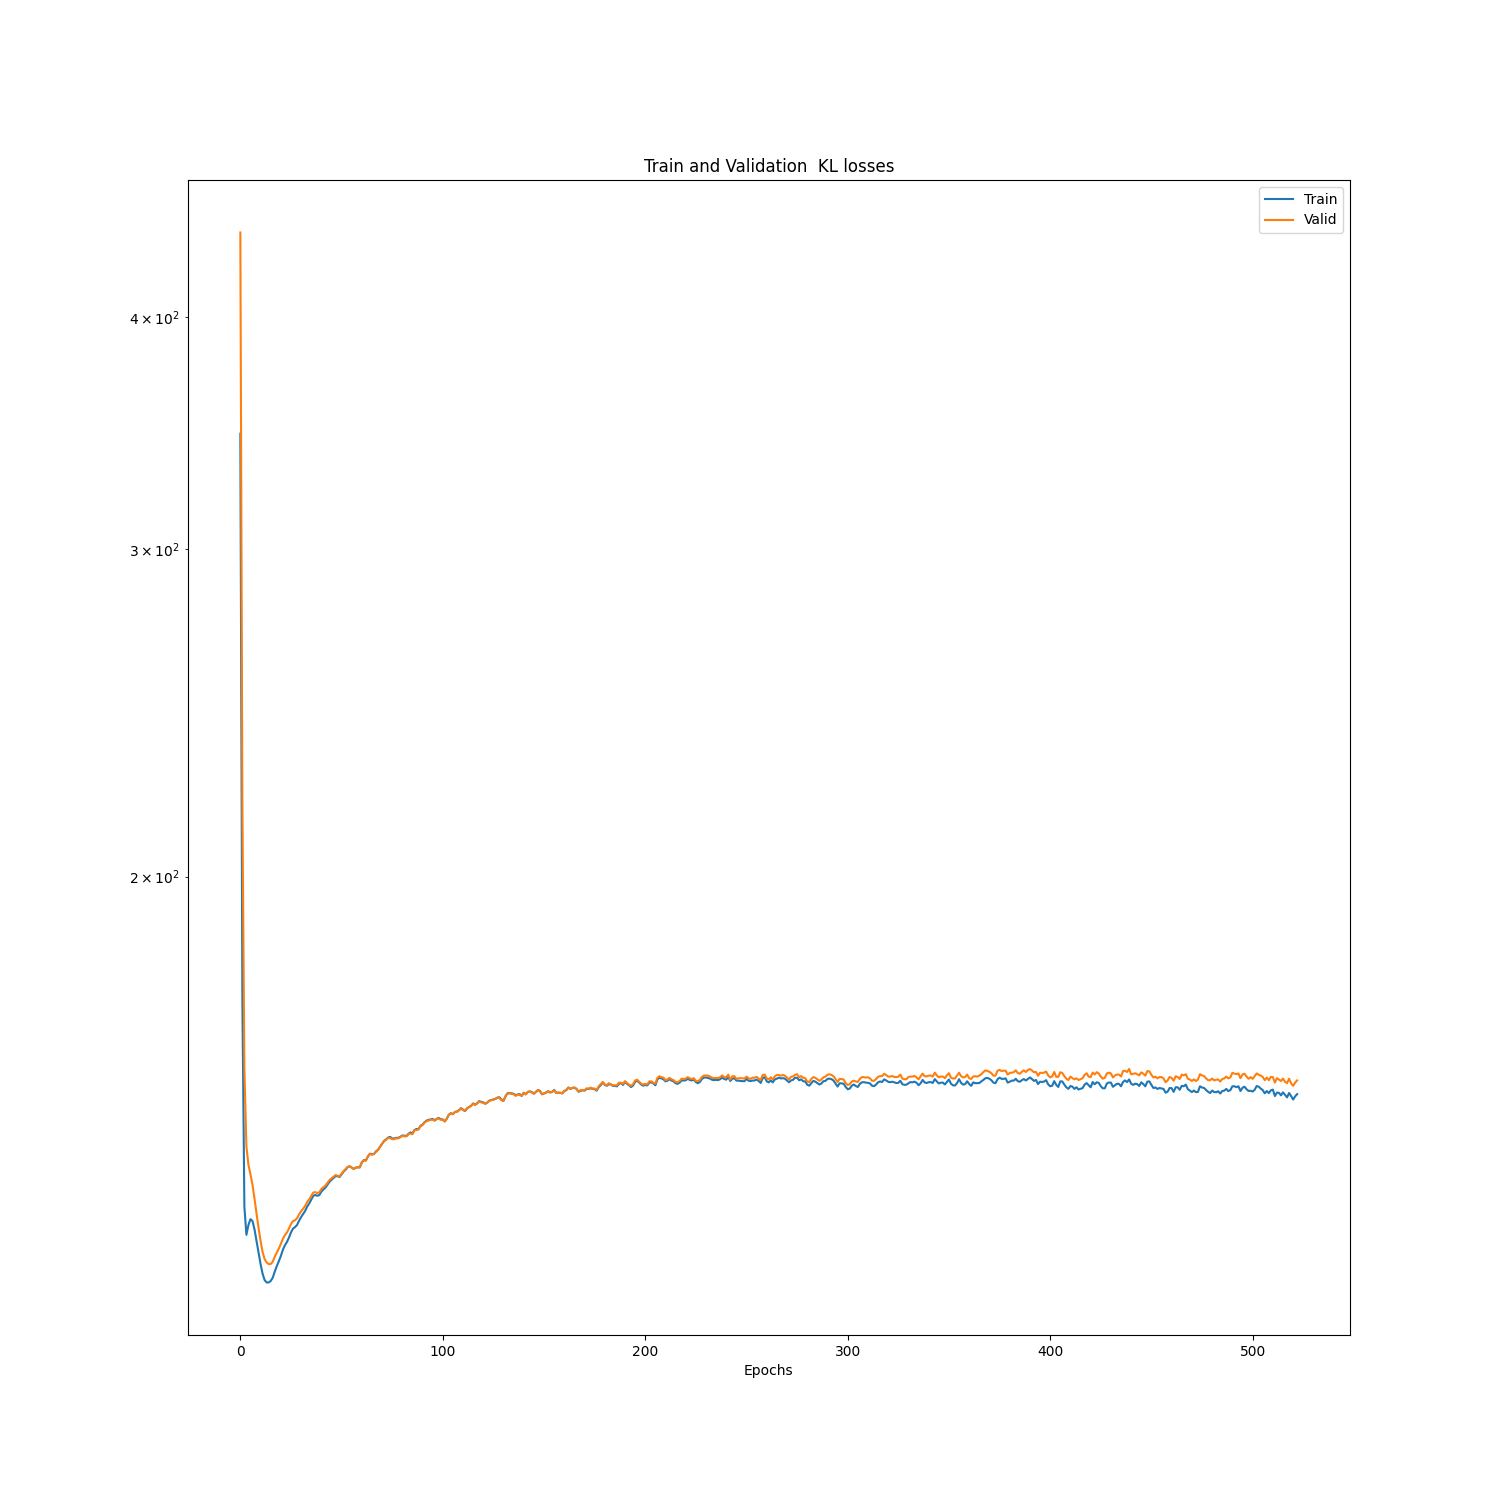 Train and Validation  KL losses
Train
Valid
4 × 10²
3 × 10²
2 × 10²
0 100 200 300 400 500
Epochs